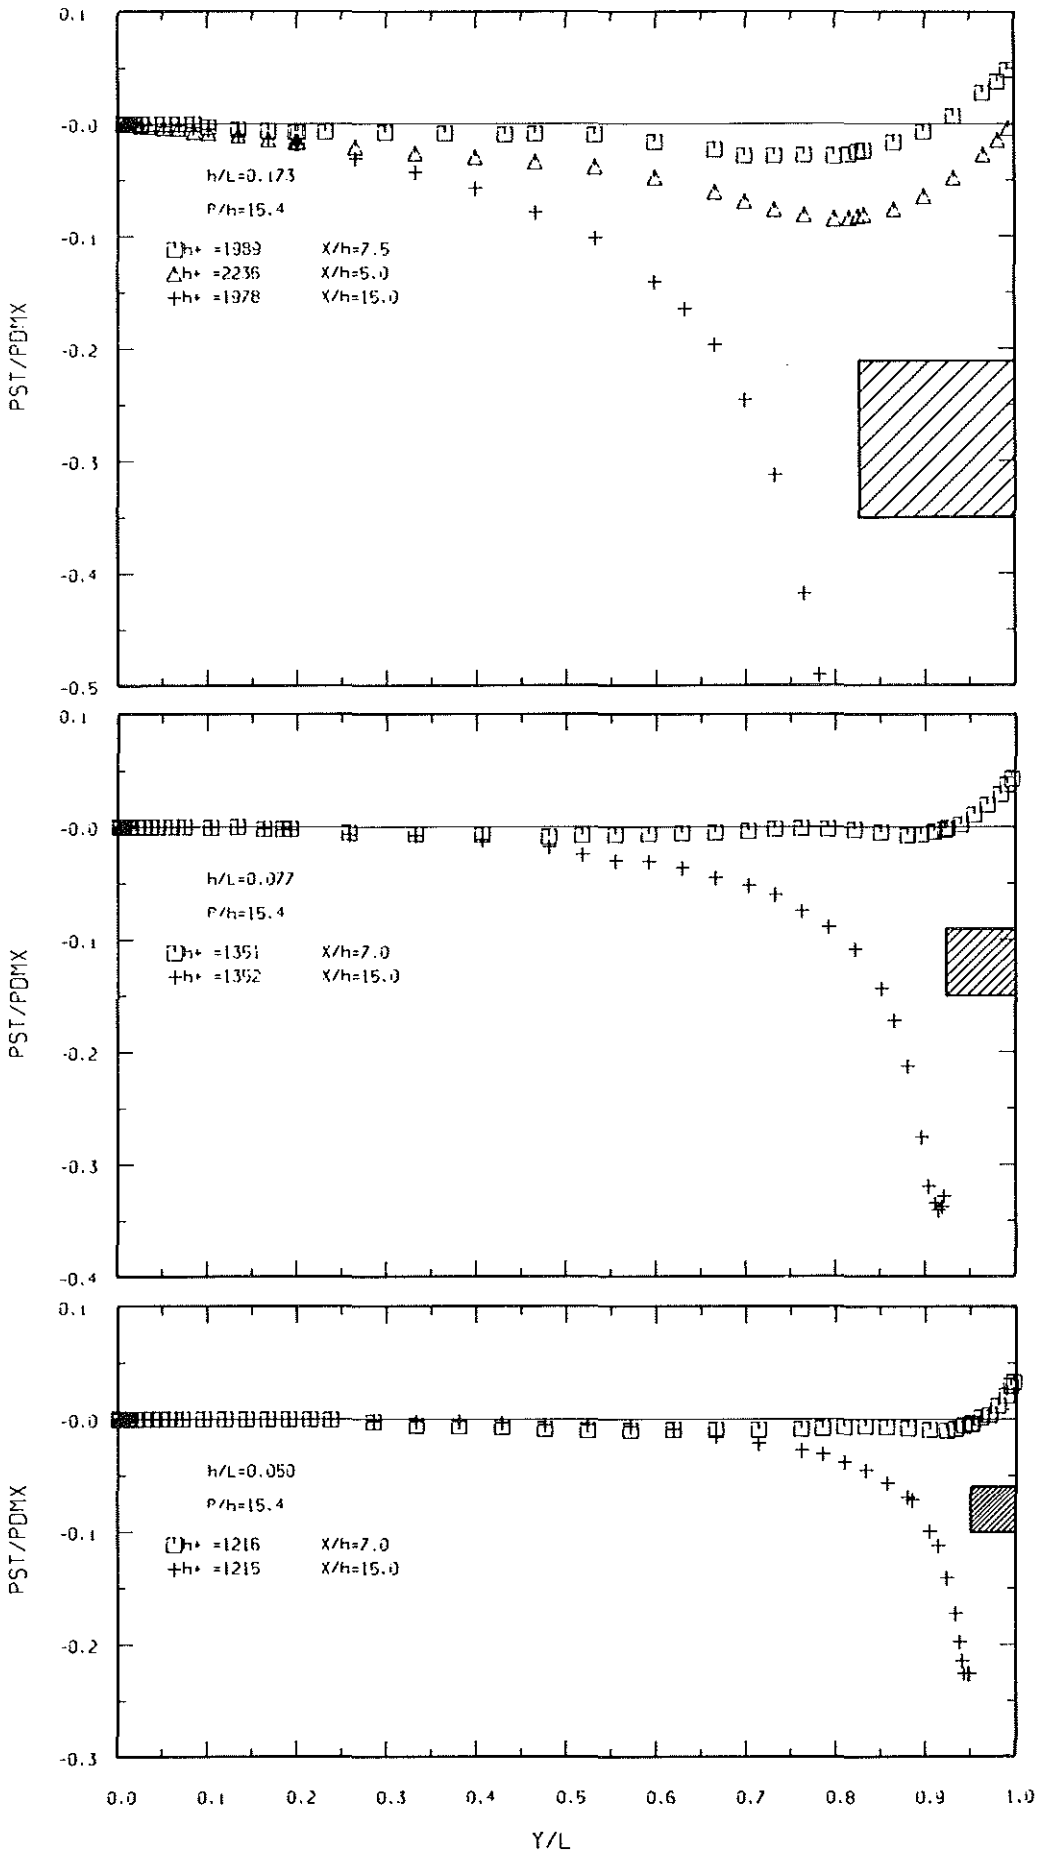 0.1
-0.0
-0.1
-0.2
-0.3
-0.4
-0.5
PST/PDMX
h/L=0.173
P/h=15.4
h+ =1989 X/h=7.5
h+ =2236 X/h=5.0
h+ =1978 X/h=15.0
0.1
-0.0
-0.1
-0.2
-0.3
-0.4
PST/PDMX
h/L=0.077
P/h=15.4
h+ =1351 X/h=7.0
h+ =1352 X/h=15.0
0.1
-0.0
-0.1
-0.2
-0.3
PST/PDMX
h/L=0.050
P/h=15.4
h+ =1216 X/h=7.0
h+ =1215 X/h=15.0
0.0 0.1 0.2 0.3 0.4 0.5 0.6 0.7 0.8 0.9 1.0
Y/L